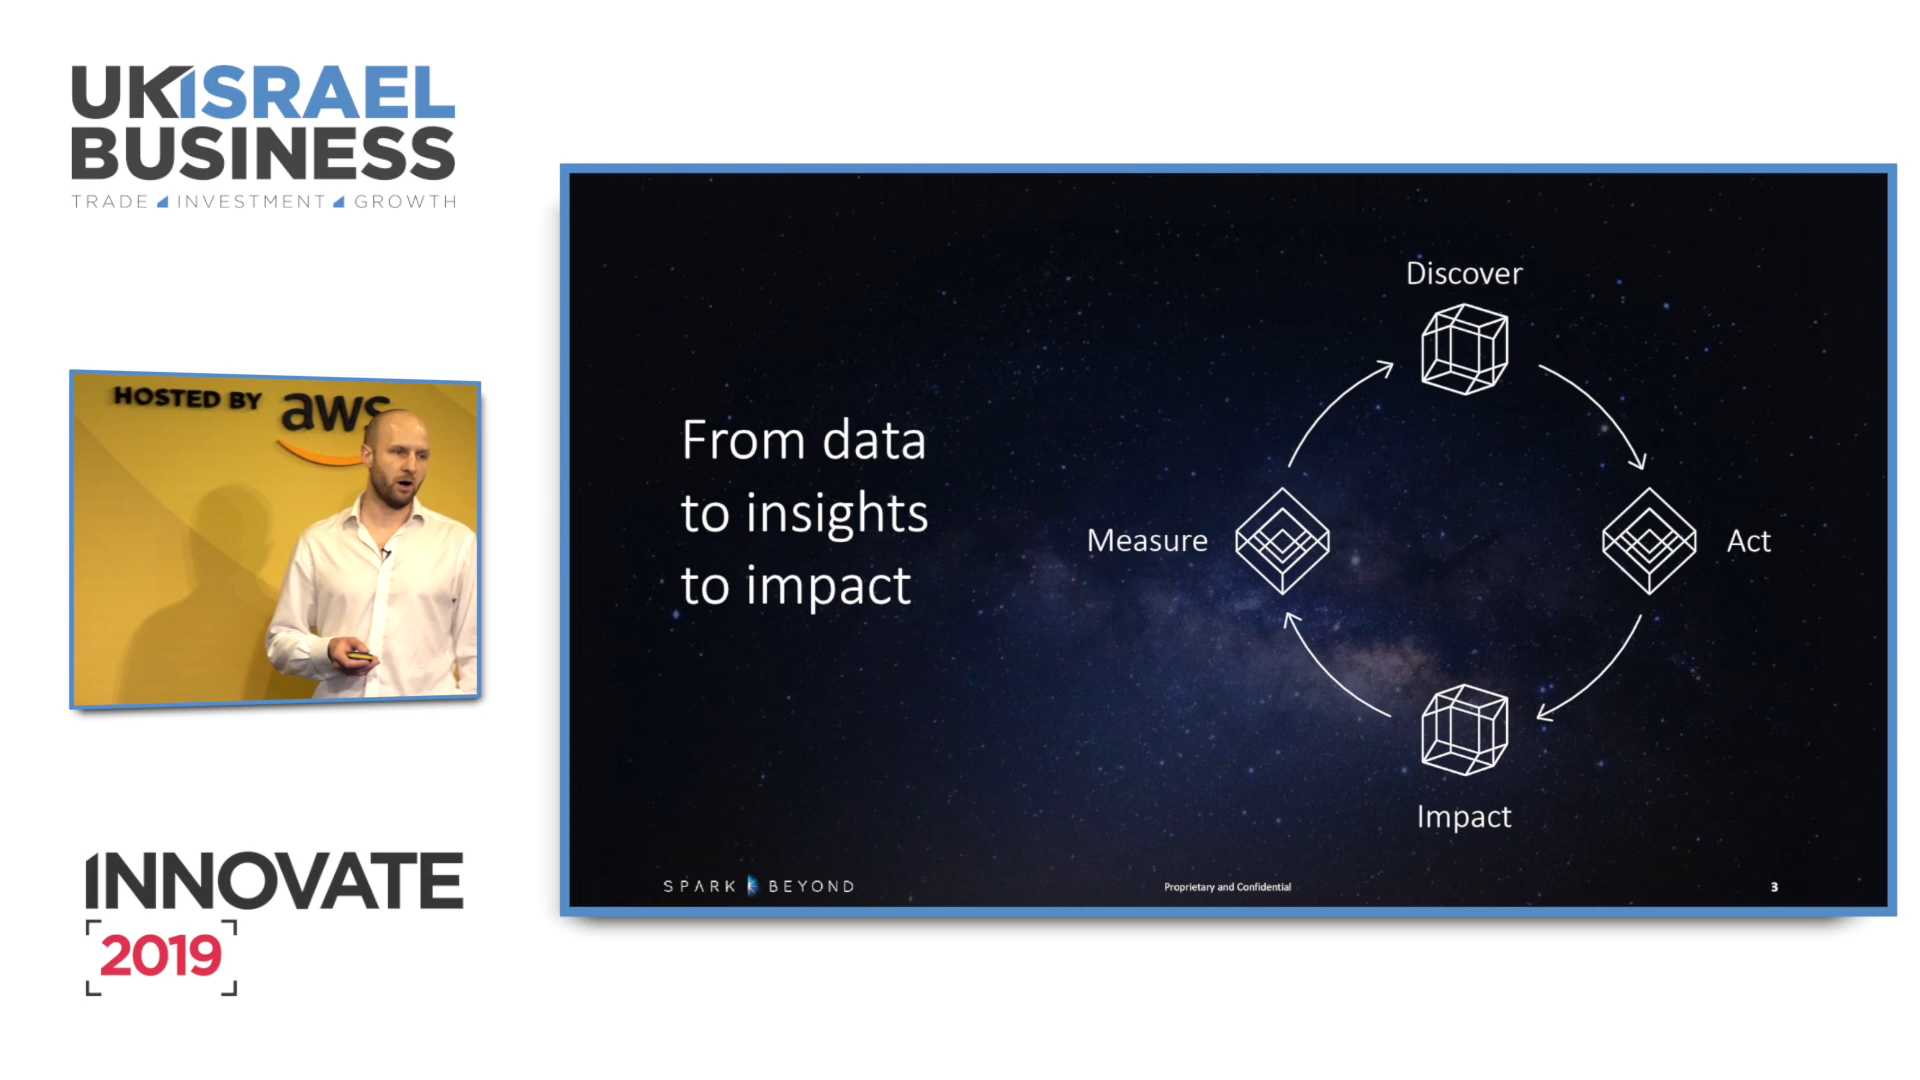 UKISRAEL
BUSINESS
TRADE INVESTMENT GROWTH
HOSTED BY aws
INNOVATE
2019
From data
to insights
to impact
Discover
Measure
Act
Impact
SPARK BEYOND
Proprietary and Confidential
3